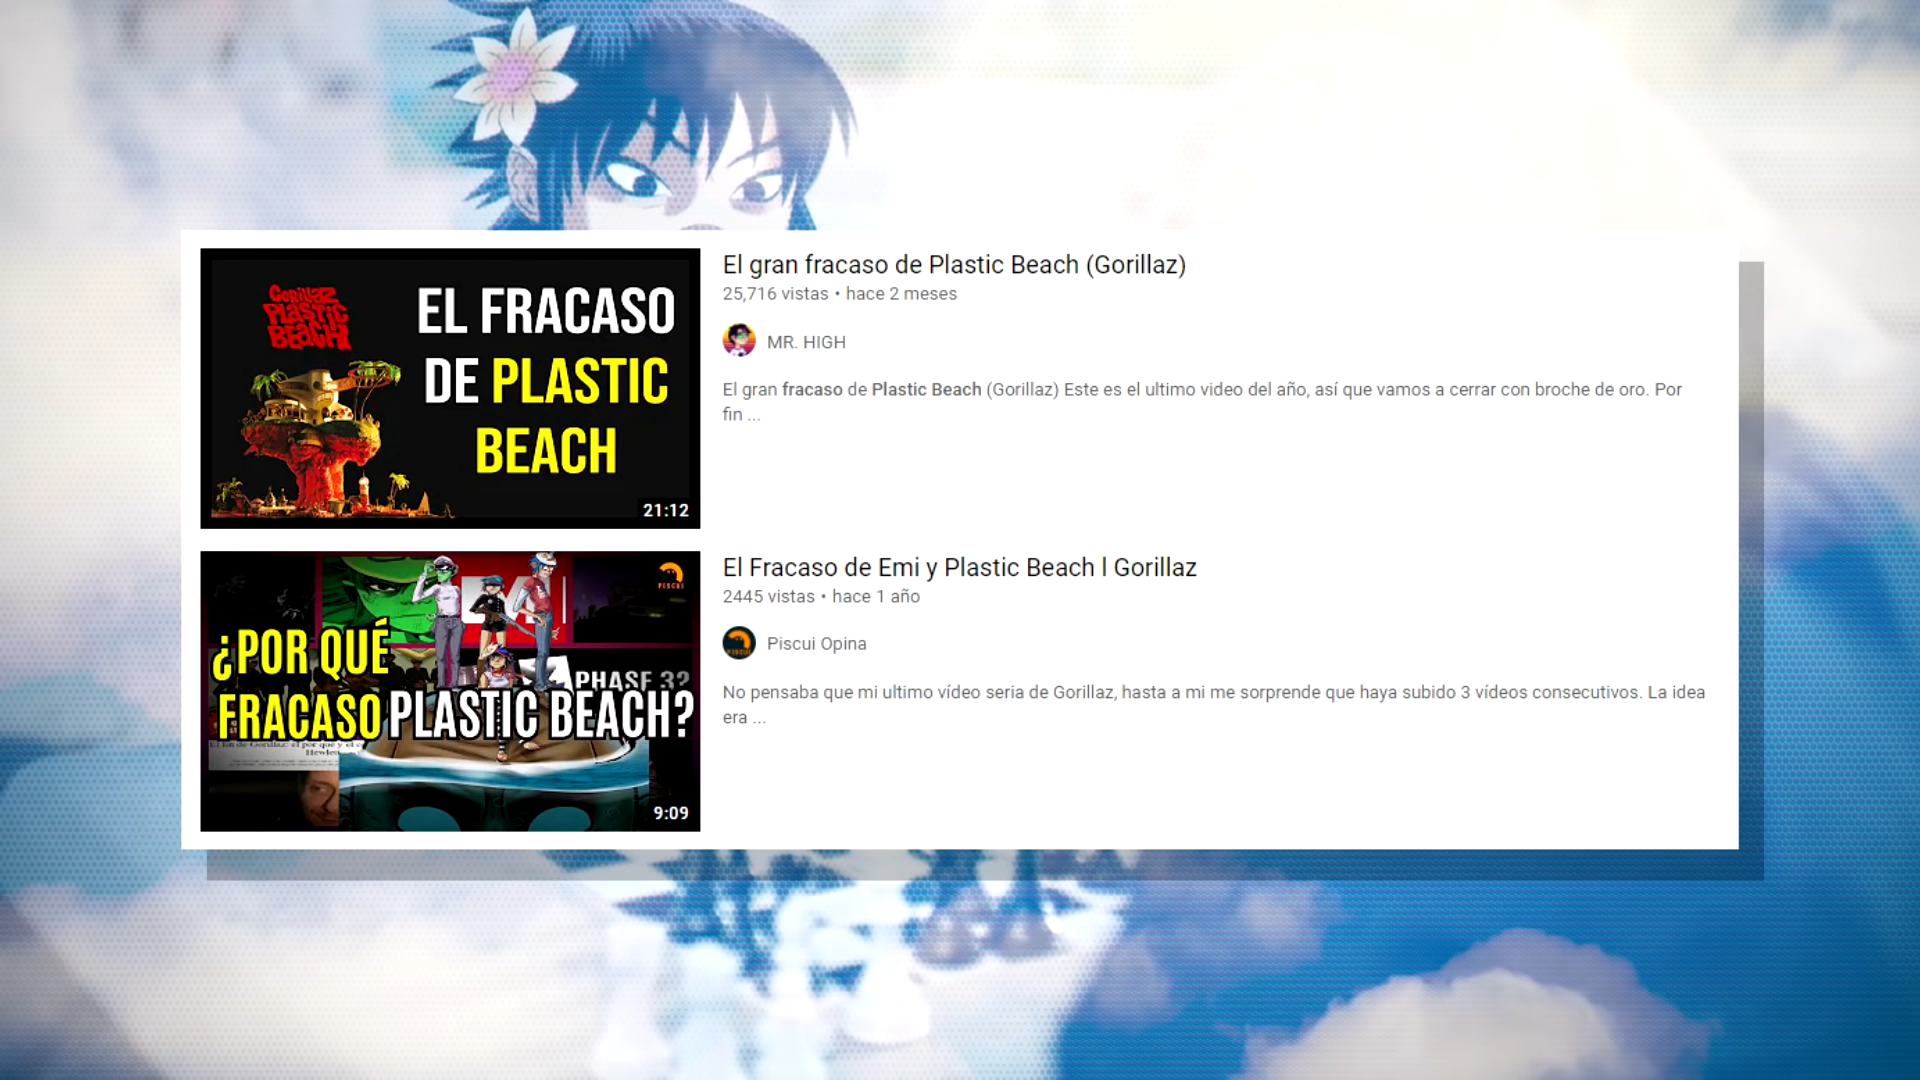 GORILLAZ
PLASTIC
BEACH
EL FRACASO
DE PLASTIC
BEACH
21:12
El gran fracaso de Plastic Beach (Gorillaz)
25,716 vistas • hace 2 meses
MR. HIGH
El gran fracaso de Plastic Beach (Gorillaz) Este es el ultimo video del año, así que vamos a cerrar con broche de oro. Por
fin ...
PISCUI
¿POR QUÉ
PHASE 3?
FRACASO PLASTIC BEACH?
9:09
El Fracaso de Emi y Plastic Beach l Gorillaz
2445 vistas • hace 1 año
Piscui Opina
No pensaba que mi ultimo vídeo seria de Gorillaz, hasta a mi me sorprende que haya subido 3 vídeos consecutivos. La idea
era ...